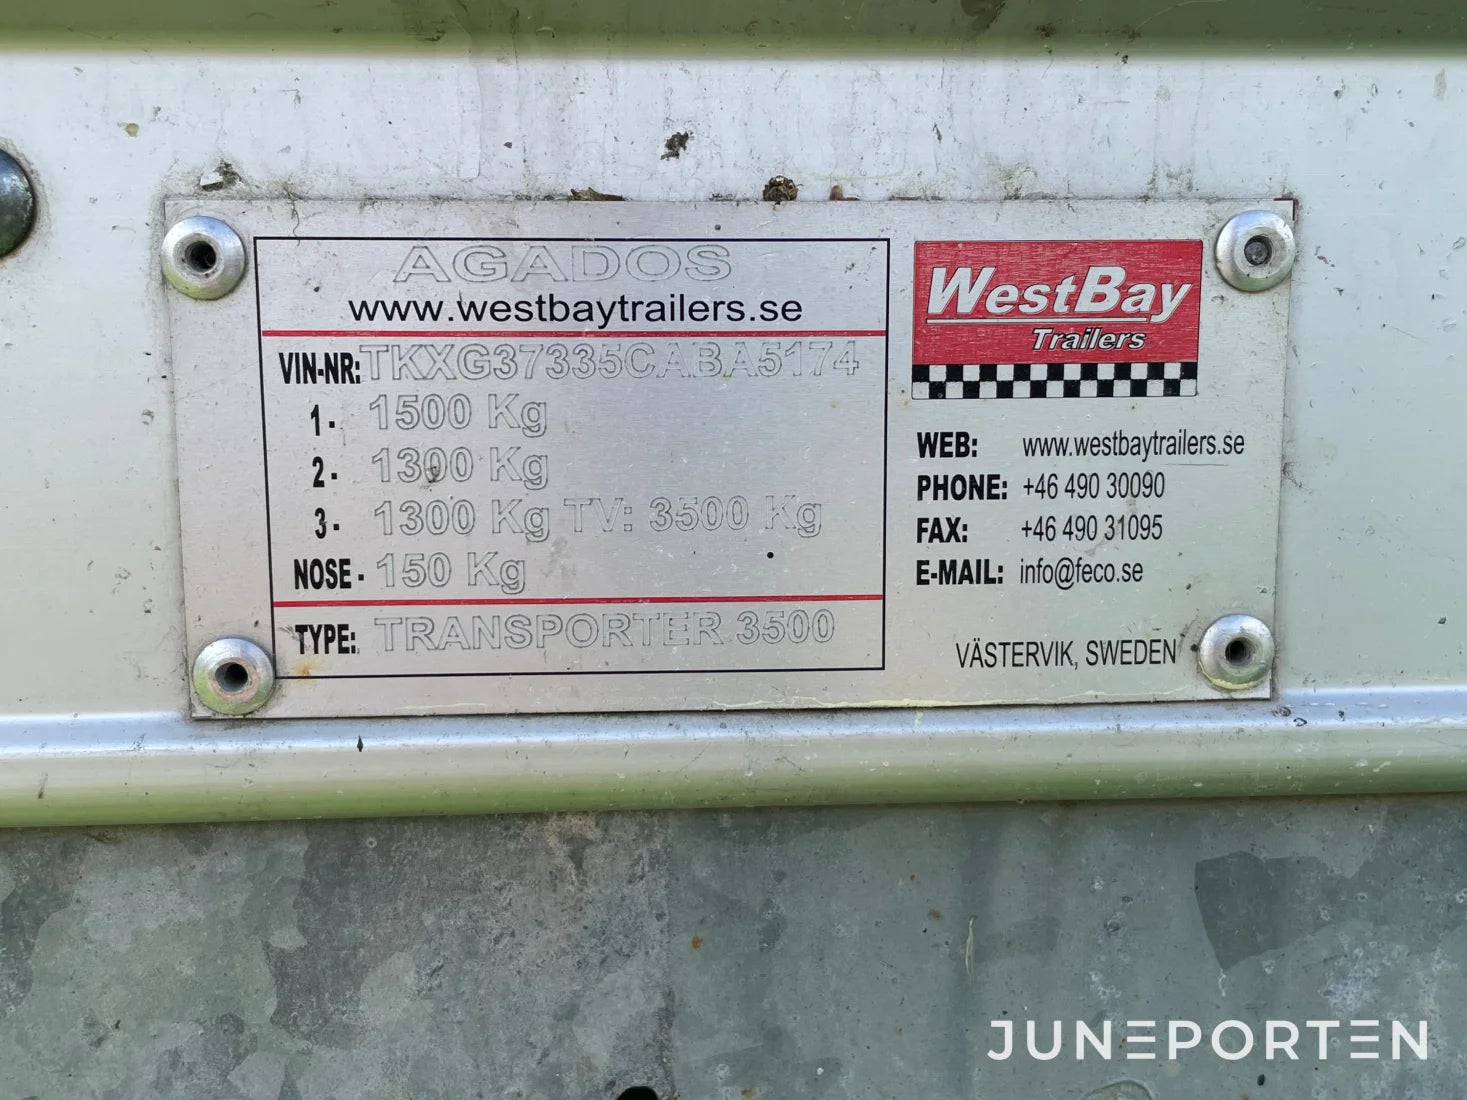 AGADOS
www.westbaytrailers.se
VIN-NR: TKXG37335CABA5174
1- 1500 Kg
2- 1300 Kg
3- 1300 Kg TV: 3500 Kg
NOSE- 150 Kg
TYPE: TRANSPORTER 3500
WestBay
Trailers
WEB: www.westbaytrailers.se
PHONE: +46 490 30090
FAX: +46 490 31095
E-MAIL: info@feco.se
VÄSTERVIK, SWEDEN
JUNEPORTEN